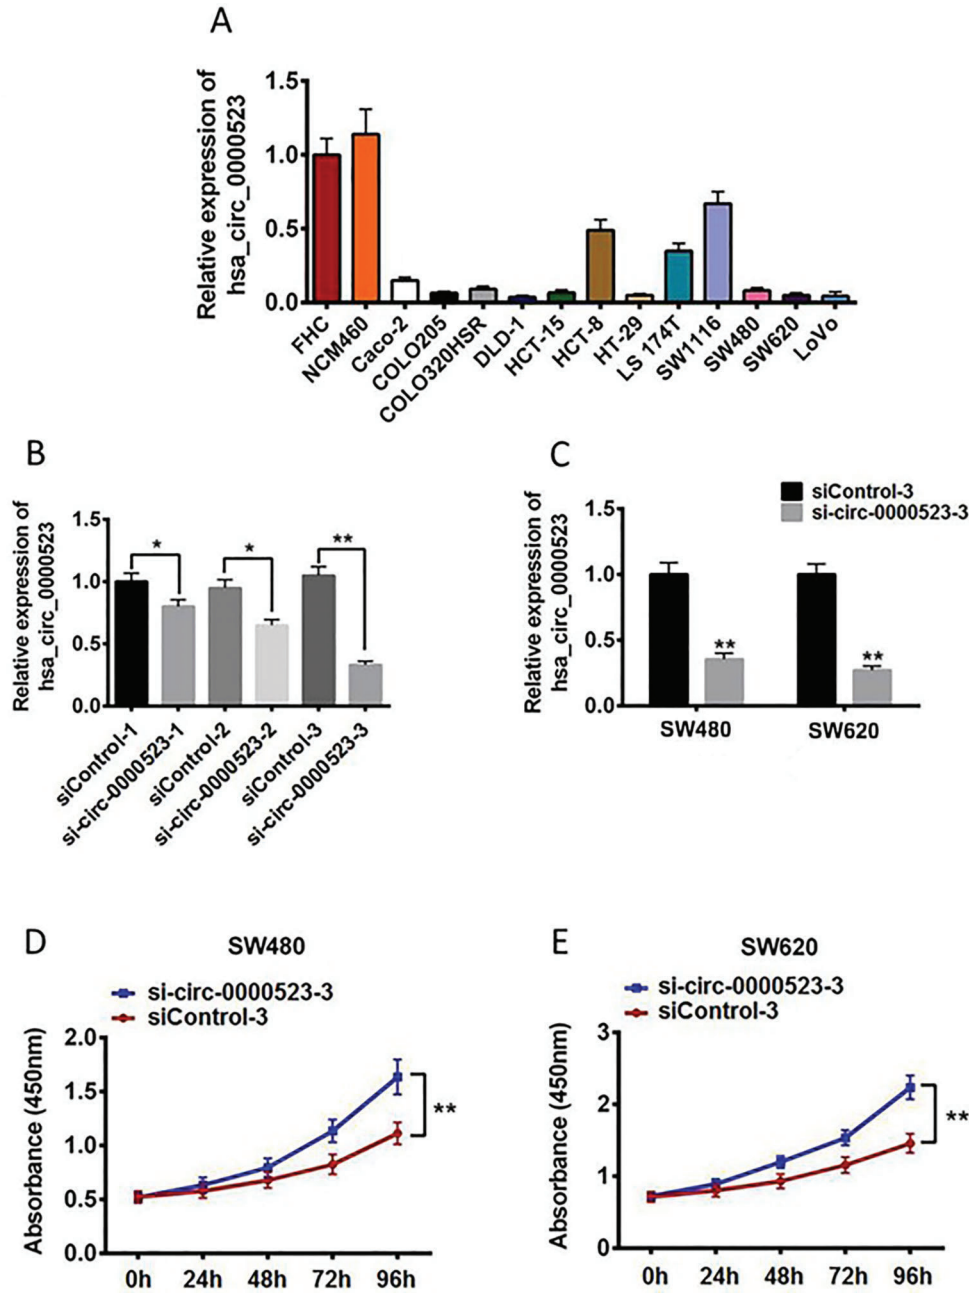 A
Relative expression of
hsa_circ_0000523
1.5
1.0
0.5
0.0
FHC
NCM460
Caco-2
COLO205
COLO320HSR
DLD-1
HCT-15
HCT-8
HT-29
LS 174T
SW1116
SW480
SW620
LoVo
B
Relative expression of
hsa_circ_0000523
1.5
1.0
0.5
0.0
*
*
**
siControl-1
si-circ-0000523-1
siControl-2
si-circ-0000523-2
siControl-3
si-circ-0000523-3
C
siControl-3
si-circ-0000523-3
Relative expression of
hsa_circ_0000523
1.5
1.0
0.5
0.0
**
**
SW480
SW620
D
SW480
si-circ-0000523-3
siControl-3
Absorbance (450nm)
2.0
1.5
1.0
0.5
0.0
**
0h
24h
48h
72h
96h
E
SW620
si-circ-0000523-3
siControl-3
Absorbance (450nm)
3
2
1
0
**
0h
24h
48h
72h
96h